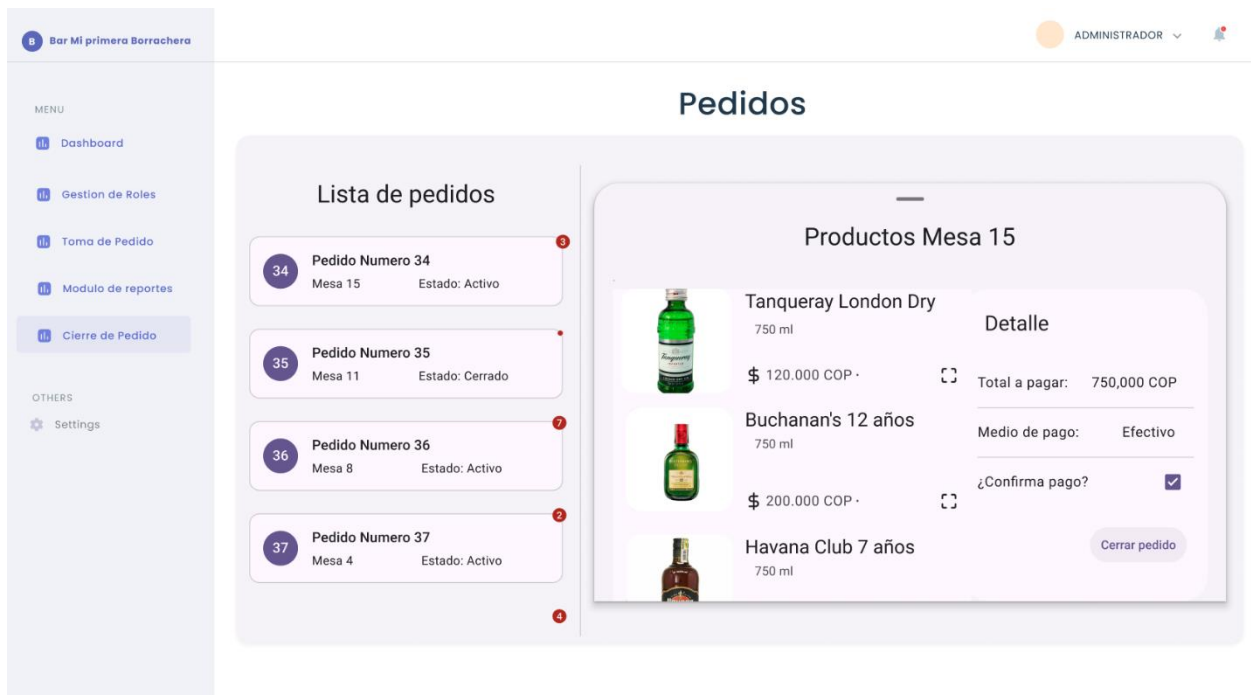 B Bar Mi primera Borrachera
ADMINISTRADOR
MENU
Dashboard
Gestion de Roles
Toma de Pedido
Modulo de reportes
Cierre de Pedido
OTHERS
Settings
Pedidos
Lista de pedidos
3
34
Pedido Numero 34
Mesa 15 Estado: Activo
35
Pedido Numero 35
Mesa 11 Estado: Cerrado
7
36
Pedido Numero 36
Mesa 8 Estado: Activo
2
37
Pedido Numero 37
Mesa 4 Estado: Activo
4
Productos Mesa 15
Tanqueray London Dry
750 ml
$ 120.000 COP ·
Buchanan's 12 años
750 ml
$ 200.000 COP ·
Havana Club 7 años
750 ml
Tanqueray
Detalle
Total a pagar: 750,000 COP
Medio de pago: Efectivo
¿Confirma pago?
Cerrar pedido